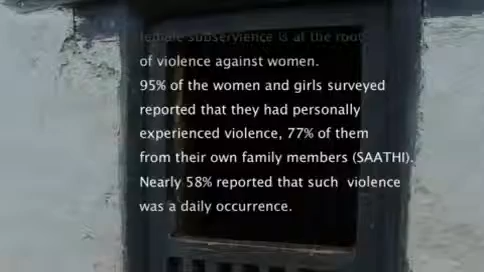 female subservience is at the root
of violence against women.
95% of the women and girls surveyed
reported that they had personally
experienced violence, 77% of them
from their own family members (SAATHI).
Nearly 58% reported that such violence
was a daily occurrence.